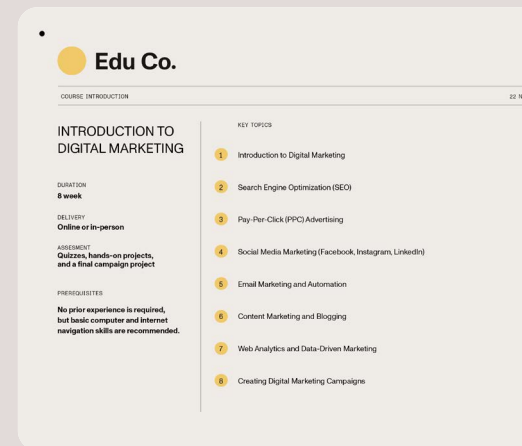 Edu Co.
COURSE INTRODUCTION
22 N
INTRODUCTION TO
DIGITAL MARKETING
DURATION
8 week
DELIVERY
Online or in-person
ASSESMENT
Quizzes, hands-on projects,
and a final campaign project
PREREQUISITES
No prior experience is required,
but basic computer and internet
navigation skills are recommended.
KEY TOPICS
1 Introduction to Digital Marketing
2 Search Engine Optimization (SEO)
3 Pay-Per-Click (PPC) Advertising
4 Social Media Marketing (Facebook, Instagram, LinkedIn)
5 Email Marketing and Automation
6 Content Marketing and Blogging
7 Web Analytics and Data-Driven Marketing
8 Creating Digital Marketing Campaigns